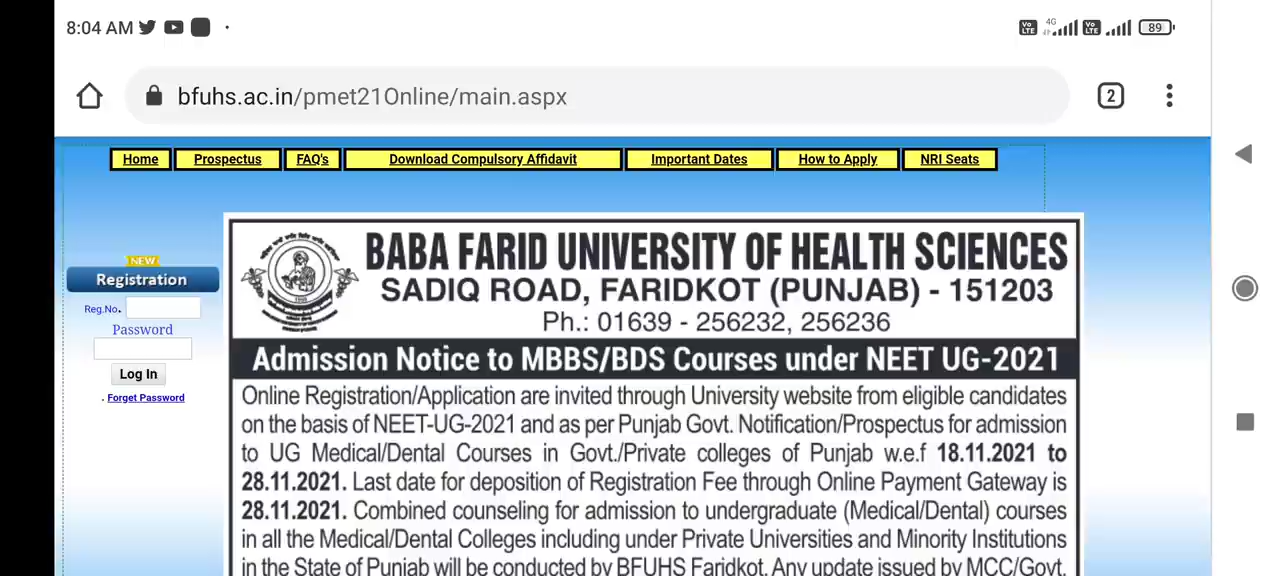 8:04 AM
4G
Vo LTE
Vo LTE
89
bfuhs.ac.in/pmet21Online/main.aspx
2
Home Prospectus FAQ's Download Compulsory Affidavit Important Dates How to Apply NRI Seats
NEW
Registration
Reg.No.
Password
Log In
. Forget Password
BABA FARID UNIVERSITY OF HEALTH SCIENCES
SADIQ ROAD, FARIDKOT (PUNJAB) - 151203
Ph.: 01639 - 256232, 256236
Admission Notice to MBBS/BDS Courses under NEET UG-2021
Online Registration/Application are invited through University website from eligible candidates
on the basis of NEET-UG-2021 and as per Punjab Govt. Notification/Prospectus for admission
to UG Medical/Dental Courses in Govt./Private colleges of Punjab w.e.f 18.11.2021 to
28.11.2021. Last date for deposition of Registration Fee through Online Payment Gateway is
28.11.2021. Combined counseling for admission to undergraduate (Medical/Dental) courses
in all the Medical/Dental Colleges including under Private Universities and Minority Institutions
in the State of Punjab will be conducted by BFUHS Faridkot. Any update issued by MCC/Govt.